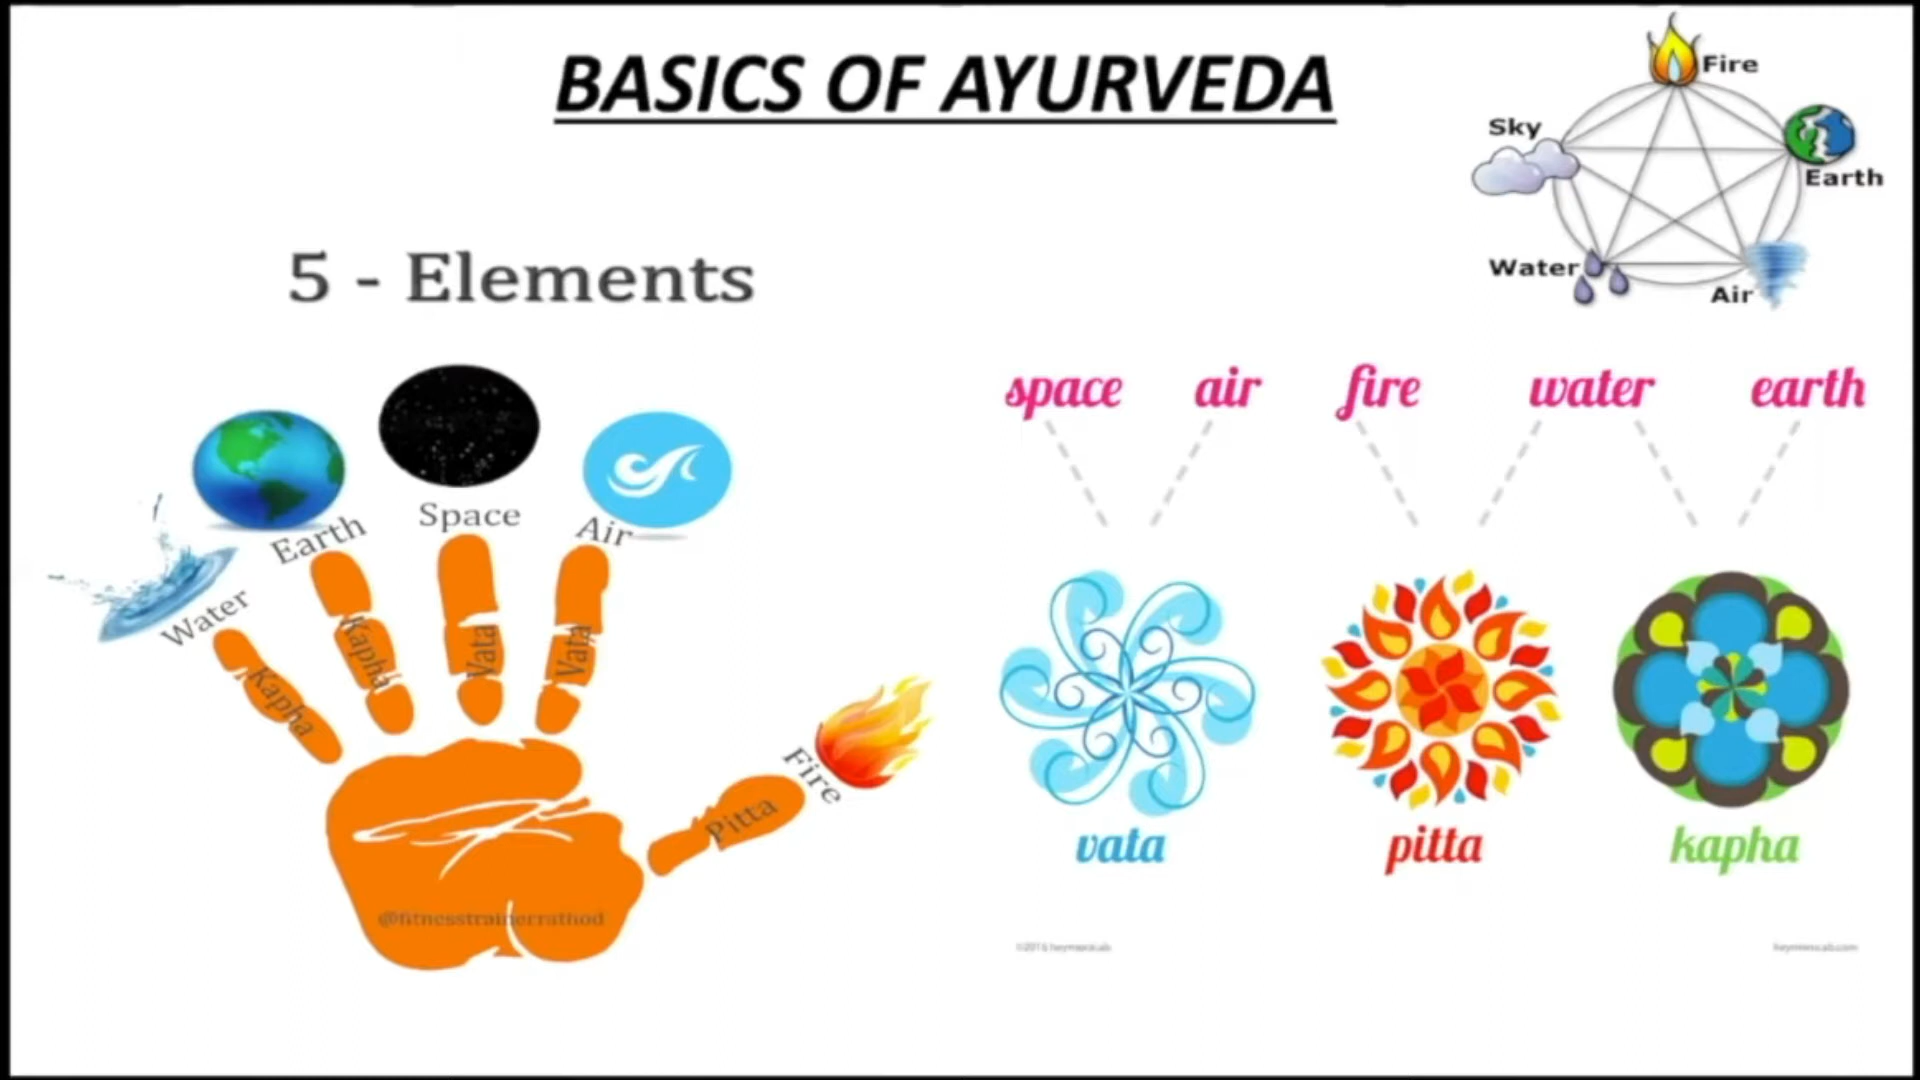 BASICS OF AYURVEDA
Fire
Sky
Earth
Water
Air
5 - Elements
Space
Air
Earth
Water
Fire
Kapha
Kapha
Vata
Vata
Pitta
@fitnesstrainerrathod
space air fire water earth
vata pitta kapha